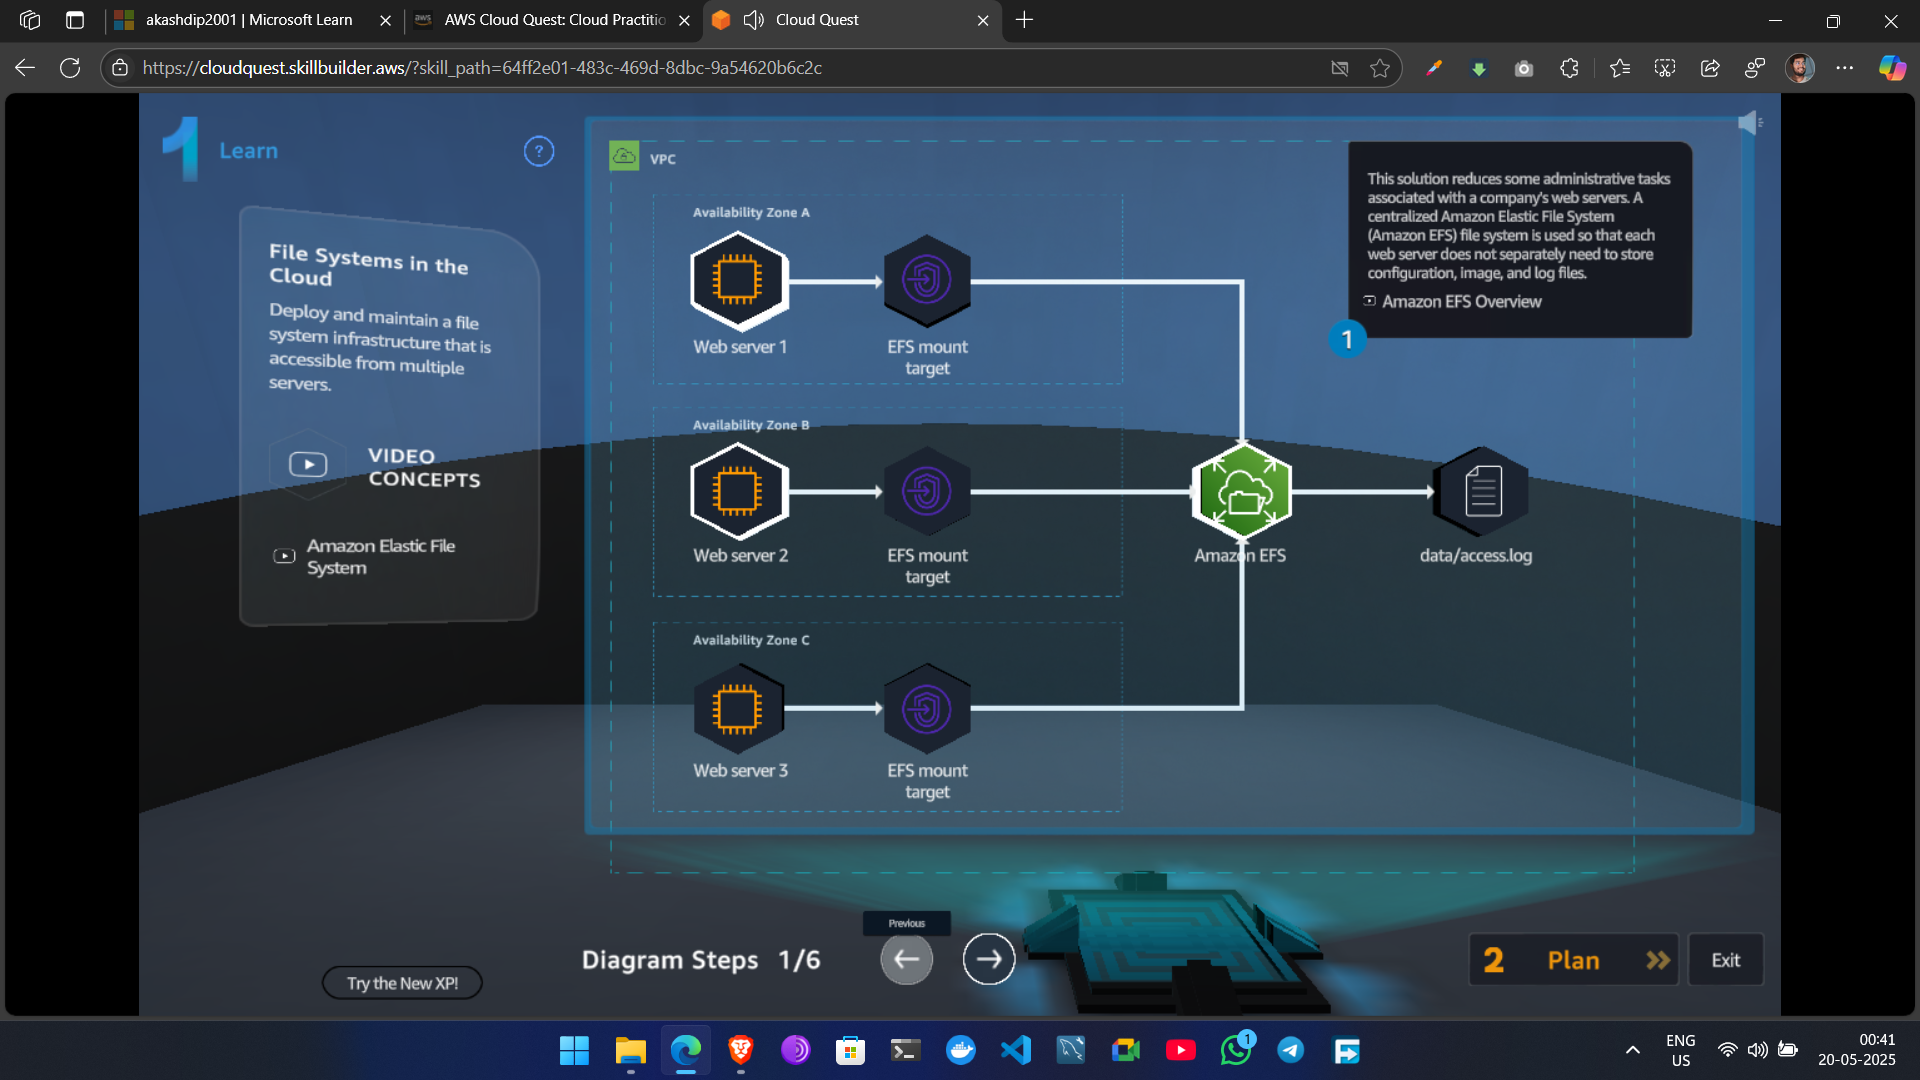 akashdip2001 | Microsoft Learn
aws
AWS Cloud Quest: Cloud Practitio
Cloud Quest
https://cloudquest.skillbuilder.aws/?skill_path=64ff2e01-483c-469d-8dbc-9a54620b6c2c
1 Learn
?
File Systems in the
Cloud
Deploy and maintain a file
system infrastructure that is
accessible from multiple
servers.
VIDEO
CONCEPTS
Amazon Elastic File
System
VPC
Availability Zone A
Web server 1
EFS mount
target
Availability Zone B
Web server 2
EFS mount
target
Amazon EFS
data/access.log
Availability Zone C
Web server 3
EFS mount
target
This solution reduces some administrative tasks
associated with a company's web servers. A
centralized Amazon Elastic File System
(Amazon EFS) file system is used so that each
web server does not separately need to store
configuration, image, and log files.
Amazon EFS Overview
1
Previous
Diagram Steps 1/6
Try the New XP!
2 Plan
Exit
1
ENG
US
00:41
20-05-2025